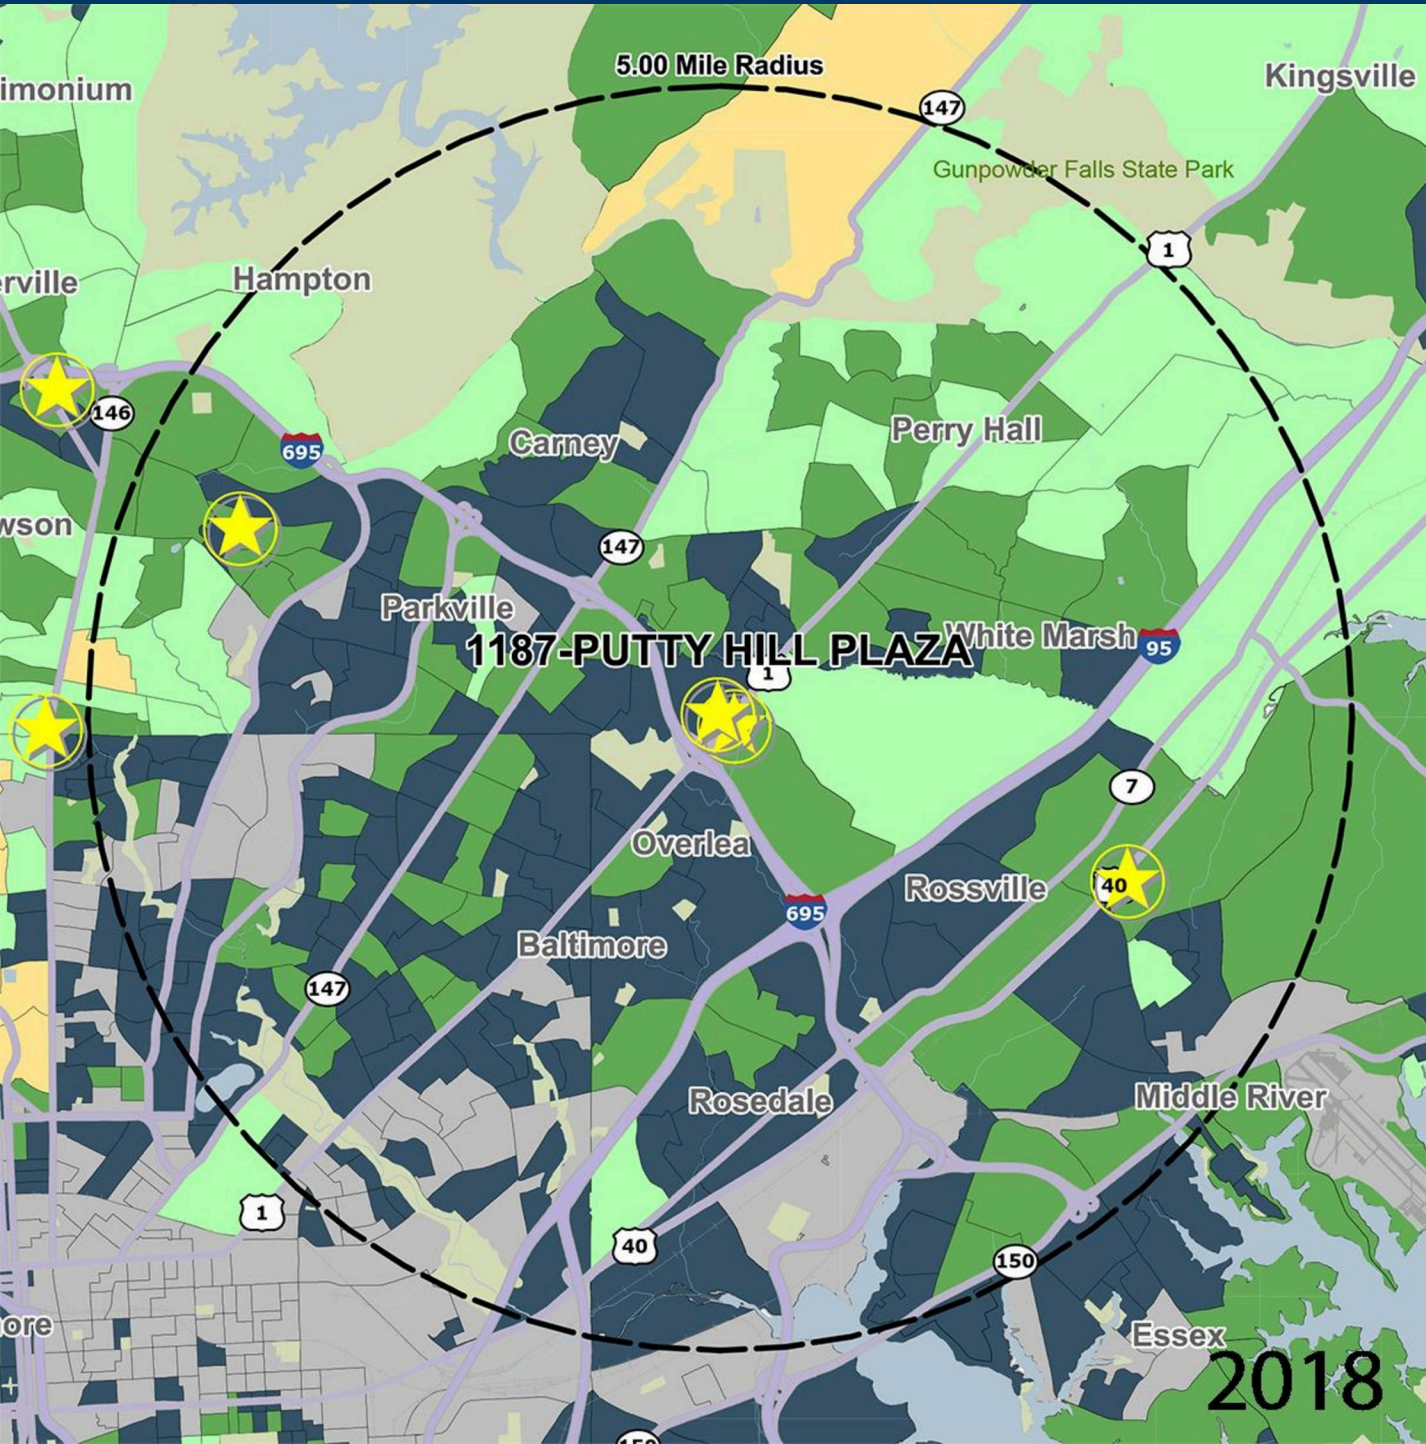 5.00 Mile Radius
imonium
Kingsville
147
Gunpowder Falls State Park
1
erville
Hampton
146
695
Carney
Perry Hall
wson
147
Parkville
1187-PUTTY HILL PLAZA
White Marsh
95
1
7
Overlea
40
Rossville
695
Baltimore
147
Rosedale
Middle River
1
40
150
ore
Essex
2018
150